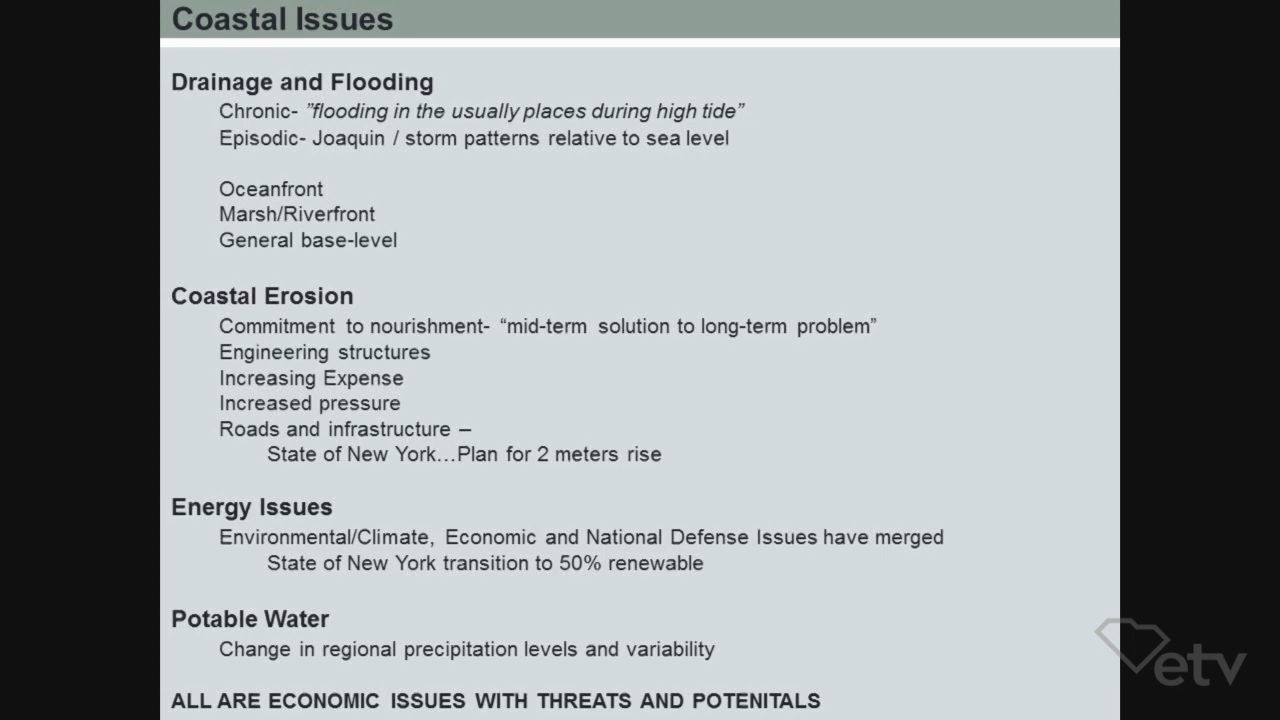 Coastal Issues
Drainage and Flooding
Chronic- ”flooding in the usually places during high tide”
Episodic- Joaquin / storm patterns relative to sea level
Oceanfront
Marsh/Riverfront
General base-level
Coastal Erosion
Commitment to nourishment- “mid-term solution to long-term problem”
Engineering structures
Increasing Expense
Increased pressure
Roads and infrastructure –
State of New York…Plan for 2 meters rise
Energy Issues
Environmental/Climate, Economic and National Defense Issues have merged
State of New York transition to 50% renewable
Potable Water
Change in regional precipitation levels and variability
etv
ALL ARE ECONOMIC ISSUES WITH THREATS AND POTENITALS